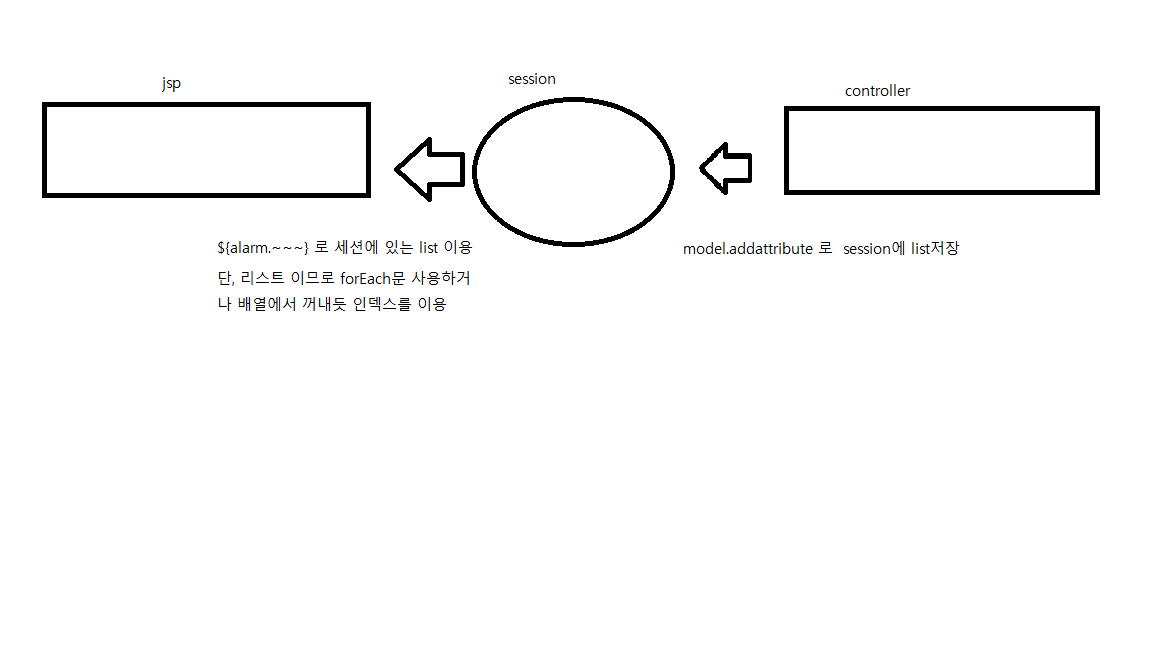 jsp
session
controller
${alarm.~~~} 로 세션에 있는 list 이용
단, 리스트 이므로 forEach문 사용하거
나 배열에서 꺼내듯 인덱스를 이용
model.addattribute 로 session에 list저장